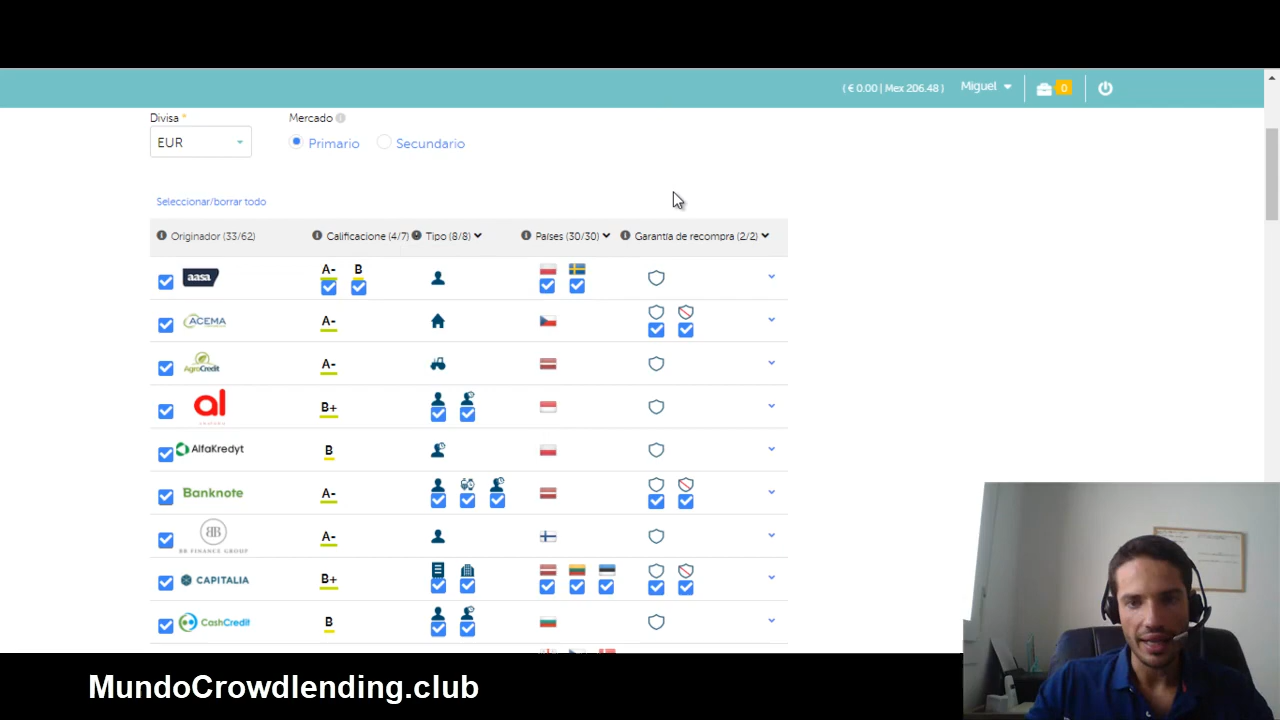 ( € 0.00 | Mex 206.48 )
Miguel
0
Divisa *
Mercado
EUR
Primario
Secundario
Seleccionar/borrar todo
Originador (33/62)
Calificacione (4/7)
Tipo (8/8)
Países (30/30)
Garantía de recompra (2/2)
aasa
A-
B
ACEMA
A-
AgroCredit
A-
al
B+
AlfaKredyt
B
Banknote
A-
BB FINANCE GROUP
A-
CAPITALIA
B+
CashCredit
B
MundoCrowdlending.club